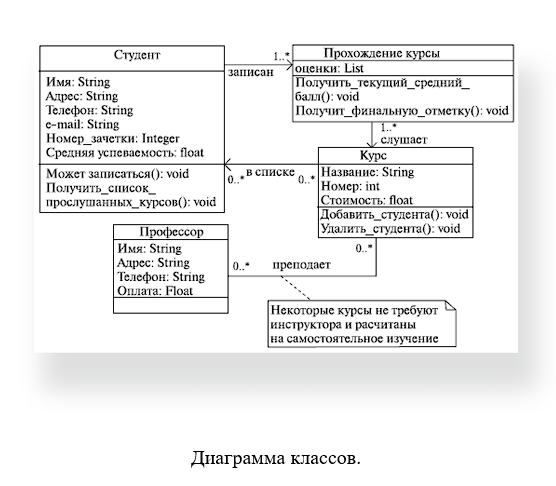 Студент
Имя: String
Адрес: String
Телефон: String
e-mail: String
Номер_зачетки: Integer
Средняя успеваемость: float
Может записаться(): void
Получить_список_
прослушанных_курсов(): void
1..*
записан
Прохождение курсы
оценки: List
Получить_текущий_средний_
балл(): void
Получит_финальную_отметку(): void
1..*
слушает
Курс
Название: String
Номер: int
Стоимость: float
Добавить_студента(): void
Удалить_студента(): void
в списке
0..*
0..*
Профессор
Имя: String
Адрес: String
Телефон: String
Оплата: Float
0..*
преподает
0..*
Некоторые курсы не требуют
инструктора и расчитаны
на самостоятельное изучение
Диаграмма классов.